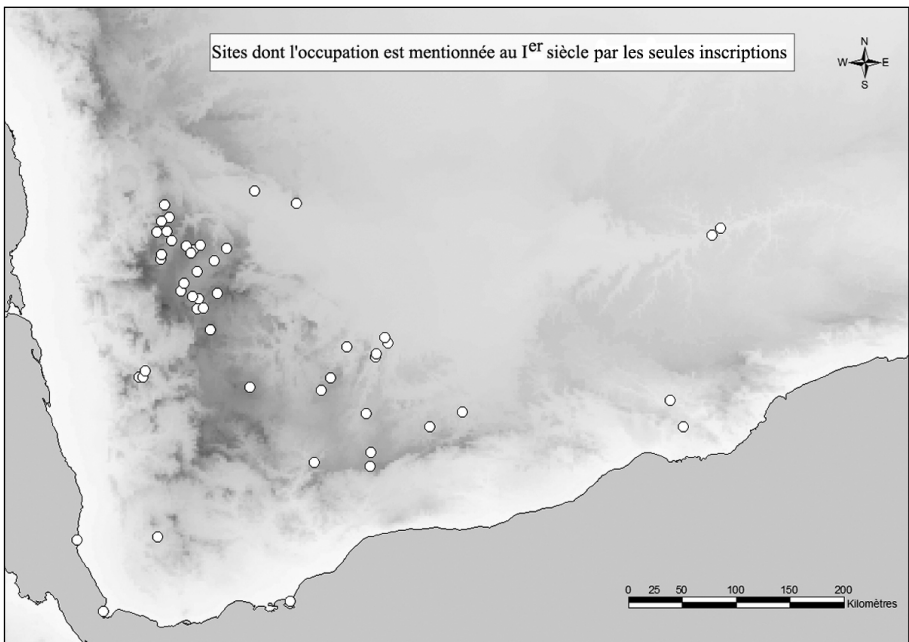 Sites dont l'occupation est mentionnée au Ier siècle par les seules inscriptions
N
W E
S
0 25 50 100 150 200
Kilomètres